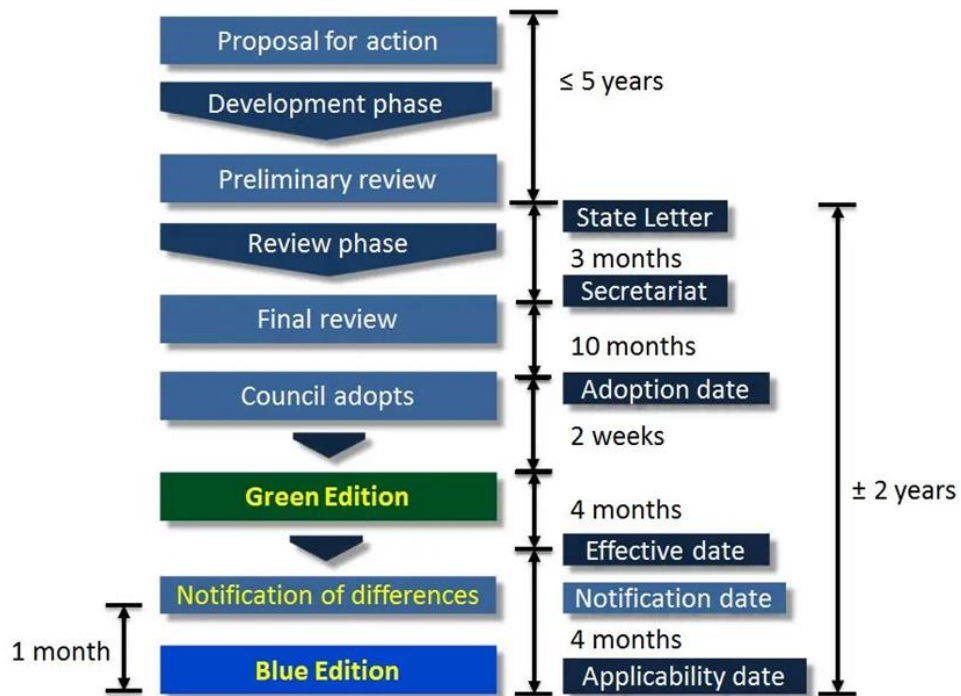 Proposal for action
Development phase
≤ 5 years
Preliminary review
State Letter
Review phase
3 months
Secretariat
Final review
10 months
Council adopts
Adoption date
2 weeks
Green Edition
± 2 years
4 months
Effective date
Notification of differences
Notification date
1 month
4 months
Blue Edition
Applicability date